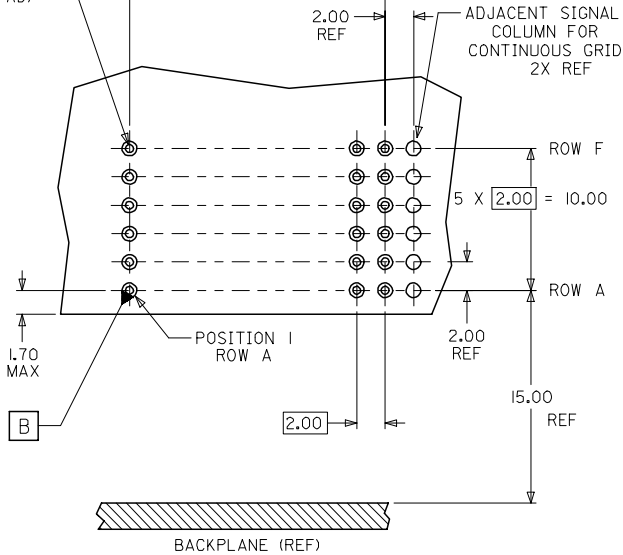 2.00
REF
ADJACENT SIGNAL
COLUMN FOR
CONTINUOUS GRID
2X REF
ROW F
5 X 2.00 = 10.00
ROW A
POSITION 1
ROW A
2.00
REF
1.70
MAX
15.00
REF
B
2.00
BACKPLANE (REF)